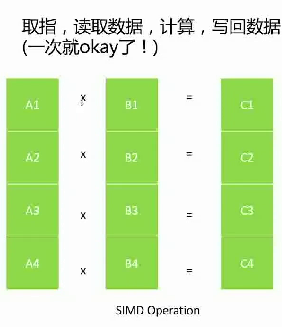 取指，读取数据，计算，写回数据
(一次就okay了！)
A1 x B1 = C1
A2 x B2 = C2
A3 x B3 = C3
A4 x B4 = C4
SIMD Operation